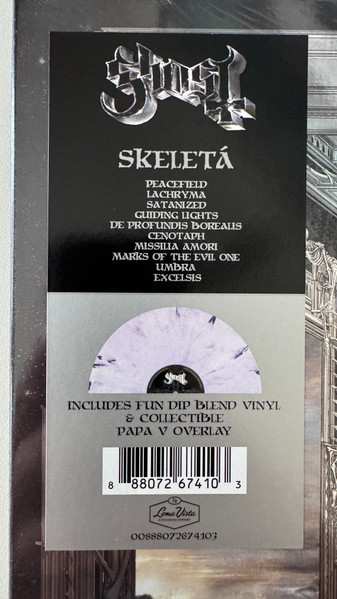 Ghost
SKELETÁ
PEACEFIELD
LACHRYMA
SATANIZED
GUIDING LIGHTS
DE PROFUNDIS BOREALIS
CENOTAPH
MISSILIA AMORI
MARKS OF THE EVIL ONE
UMBRA
EXCELSIS
Ghost
INCLUDES FUN DIP BLEND VINYL
& COLLECTIBLE
PAPA V OVERLAY
8 88072 67410 3
Loma Vista
00888072674103